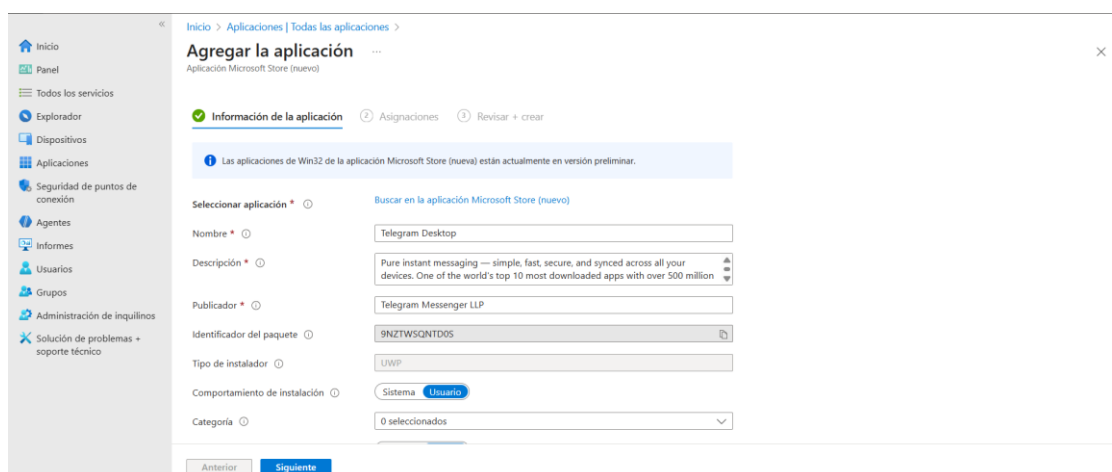 «
Inicio
Panel
Todos los servicios
Explorador
Dispositivos
Aplicaciones
Seguridad de puntos de
conexión
Agentes
Informes
Usuarios
Grupos
Administración de inquilinos
Solución de problemas +
soporte técnico
Inicio > Aplicaciones | Todas las aplicaciones >
Agregar la aplicación ...
Aplicación Microsoft Store (nuevo)
Información de la aplicación 2 Asignaciones 3 Revisar + crear
Las aplicaciones de Win32 de la aplicación Microsoft Store (nueva) están actualmente en versión preliminar.
Seleccionar aplicación * Buscar en la aplicación Microsoft Store (nuevo)
Nombre * Telegram Desktop
Descripción * Pure instant messaging — simple, fast, secure, and synced across all your
devices. One of the world's top 10 most downloaded apps with over 500 million
Publicador * Telegram Messenger LLP
Identificador del paquete 9NZTWSQNTD0S
Tipo de instalador UWP
Comportamiento de instalación Sistema Usuario
Categoría 0 seleccionados
Anterior Siguiente